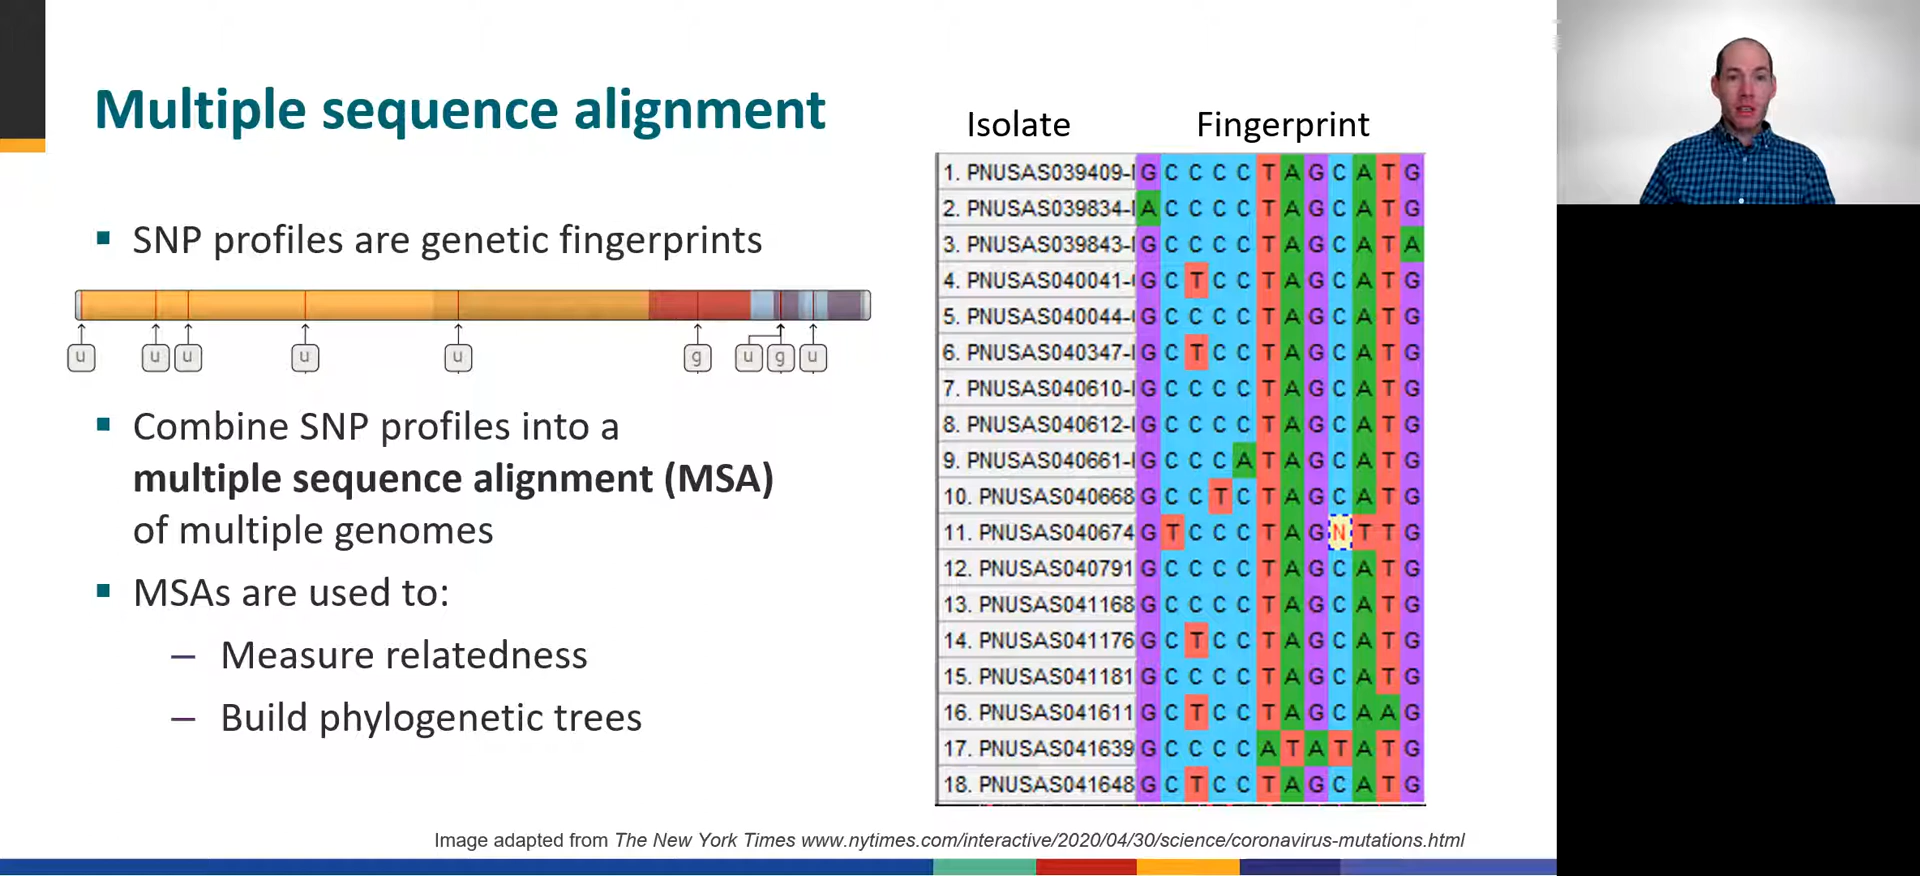 Multiple sequence alignment
SNP profiles are genetic fingerprints
u u u u u g u g u
Combine SNP profiles into a
multiple sequence alignment (MSA)
of multiple genomes
MSAs are used to:
– Measure relatedness
– Build phylogenetic trees
Isolate Fingerprint
1. PNUSAS039409- G C C C C T A G C A T G
2. PNUSAS039834- A C C C C T A G C A T G
3. PNUSAS039843- G C C C C T A G C A T A
4. PNUSAS040041- G C T C C T A G C A T G
5. PNUSAS040044- G C C C C T A G C A T G
6. PNUSAS040347- G C T C C T A G C A T G
7. PNUSAS040610- G C C C C T A G C A T G
8. PNUSAS040612- G C C C C T A G C A T G
9. PNUSAS040661- G C C C A T A G C A T G
10. PNUSAS040668 G C C T C T A G C A T G
11. PNUSAS040674 G T C C C T A G N T T G
12. PNUSAS040791 G C C C C T A G C A T G
13. PNUSAS041168 G C C C C T A G C A T G
14. PNUSAS041176 G C T C C T A G C A T G
15. PNUSAS041181 G C C C C T A G C A T G
16. PNUSAS041611 G C T C C T A G C A A G
17. PNUSAS041639 G C C C C A T A T A T G
18. PNUSAS041648 G C T C C T A G C A T G
Image adapted from The New York Times www.nytimes.com/interactive/2020/04/30/science/coronavirus-mutations.html